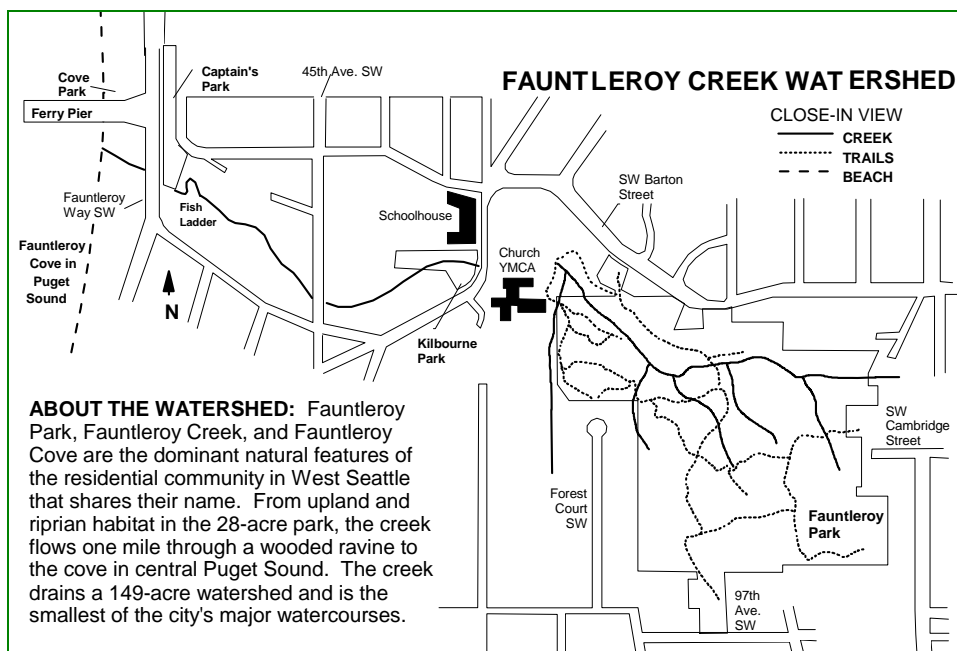 FAUNTLEROY CREEK WAT ERSHED
CLOSE-IN VIEW
CREEK
TRAILS
BEACH
Cove
Park
Ferry Pier
Captain's
Park
45th Ave. SW
SW Barton
Street
Fauntleroy
Way SW
Fish
Ladder
Schoolhouse
Church
YMCA
Fauntleroy
Cove in
Puget
Sound
N
Kilbourne
Park
SW
Cambridge
Street
Forest
Court
SW
Fauntleroy
Park
97th
Ave.
SW
ABOUT THE WATERSHED: Fauntleroy
Park, Fauntleroy Creek, and Fauntleroy
Cove are the dominant natural features of
the residential community in West Seattle
that shares their name. From upland and
riprian habitat in the 28-acre park, the creek
flows one mile through a wooded ravine to
the cove in central Puget Sound. The creek
drains a 149-acre watershed and is the
smallest of the city's major watercourses.